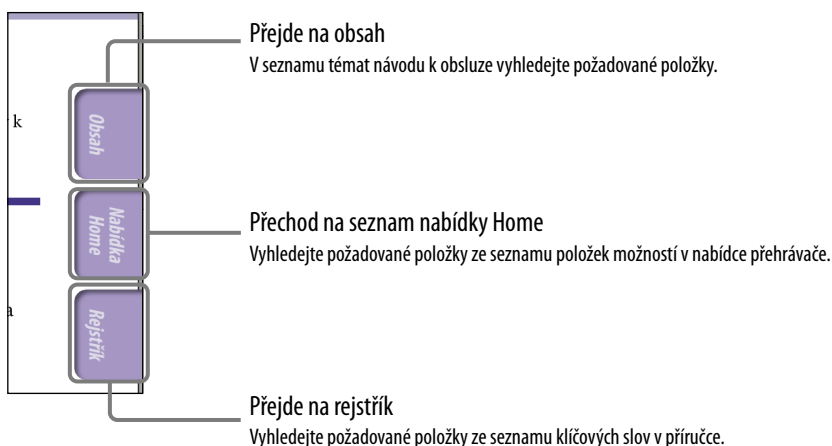 Přejde na obsah
V seznamu témat návodu k obsluze vyhledejte požadované položky.
k
Obsah
Přechod na seznam nabídky Home
Vyhledejte požadované položky ze seznamu položek možností v nabídce přehrávače.
Nabídka
Home
a
Rejstřík
Přejde na rejstřík
Vyhledejte požadované položky ze seznamu klíčových slov v příručce.